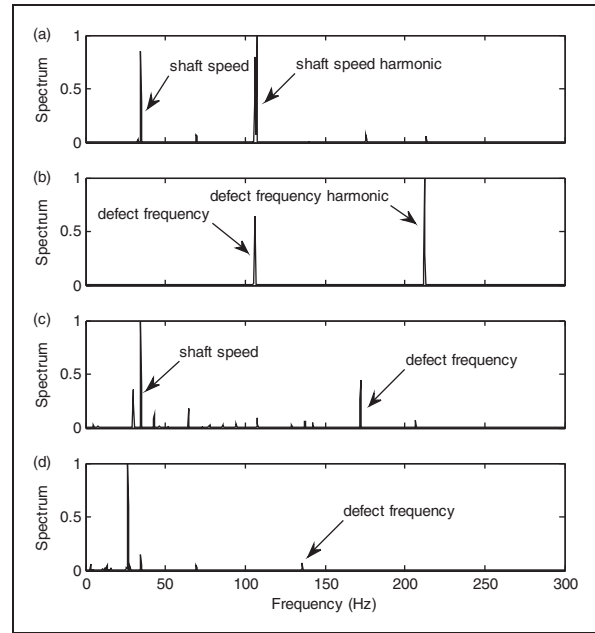 (a)
1
0.5
0
Spectrum
shaft speed
shaft speed harmonic
(b)
1
0.5
0
Spectrum
defect frequency harmonic
defect frequency
(c)
1
0.5
0
Spectrum
shaft speed
defect frequency
(d)
1
0.5
0
Spectrum
defect frequency
0 50 100 150 200 250 300
Frequency (Hz)